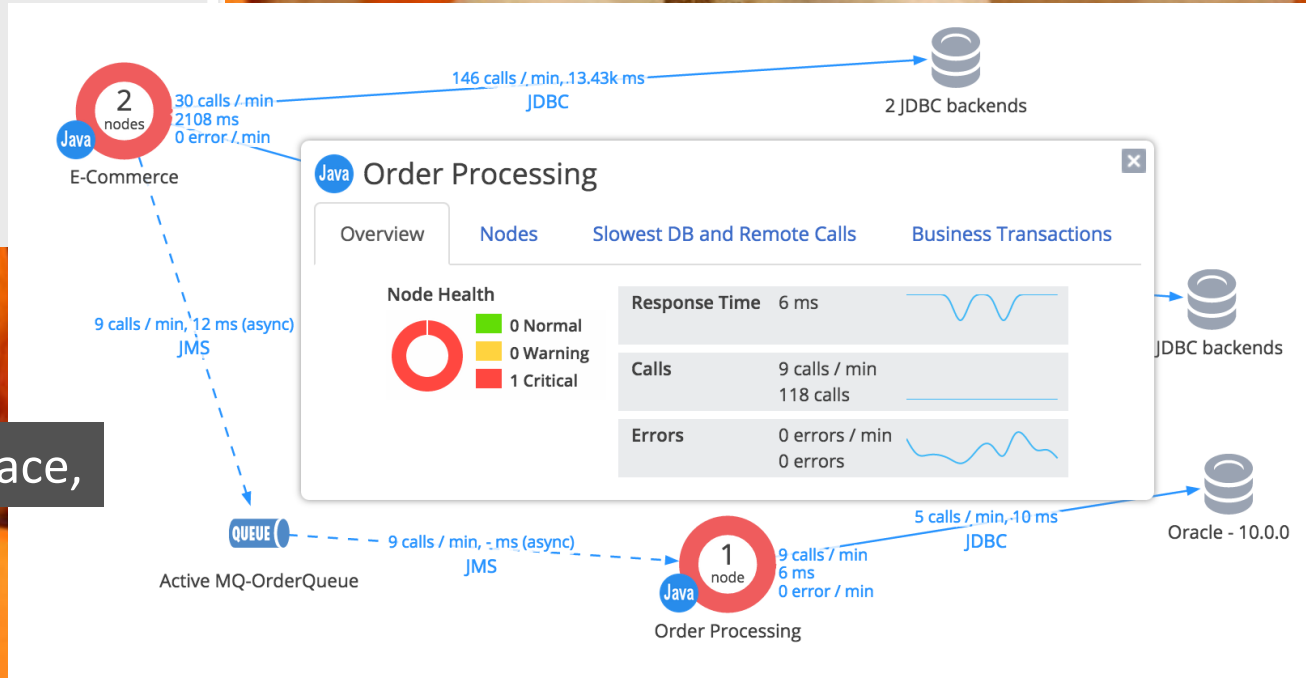 146 calls / min, 13.43k ms
JDBC
2 JDBC backends
2
nodes
Java
30 calls / min
2108 ms
0 error / min
E-Commerce
Java Order Processing
Overview Nodes Slowest DB and Remote Calls Business Transactions
Node Health
0 Normal
0 Warning
1 Critical
Response Time 6 ms
Calls 9 calls / min
118 calls
Errors 0 errors / min
0 errors
JDBC backends
9 calls / min, 12 ms (async)
JMS
ace,
QUEUE
Active MQ-OrderQueue
9 calls / min, - ms (async)
JMS
1
node
Java
9 calls / min
6 ms
0 error / min
Order Processing
5 calls / min, 10 ms
JDBC
Oracle - 10.0.0